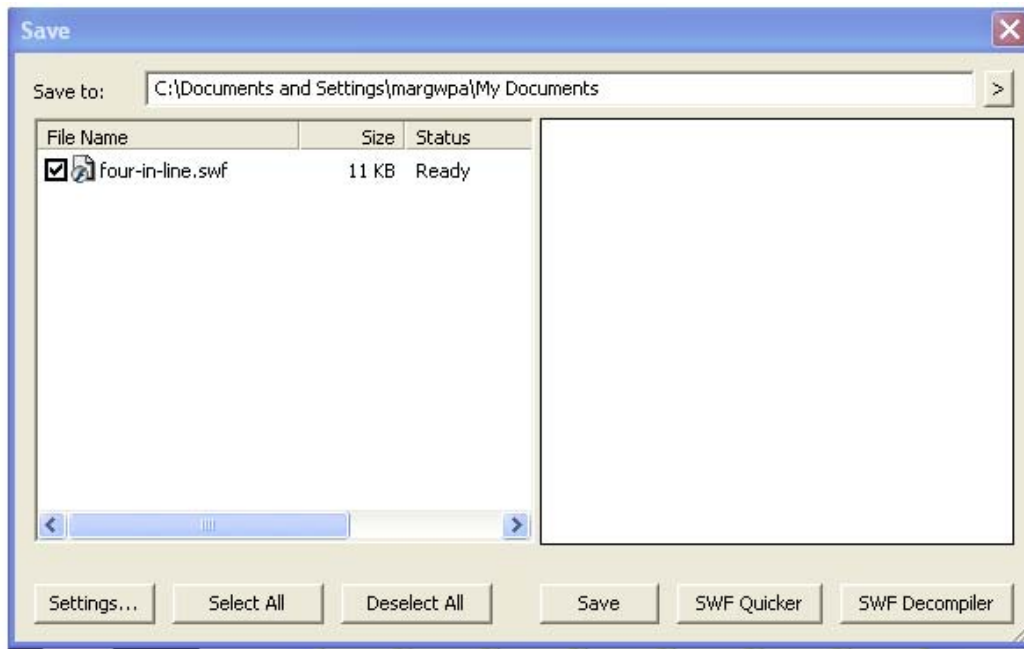 Save
Save to: C:\Documents and Settings\margwpa\My Documents >
File Name Size Status
four-in-line.swf 11 KB Ready
Settings... Select All Deselect All Save SWF Quicker SWF Decompiler